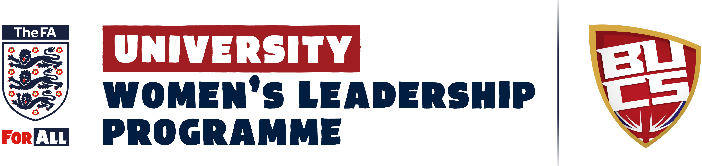 The FA
FOR ALL
UNIVERSITY
WOMEN'S LEADERSHIP
PROGRAMME
BU
CS